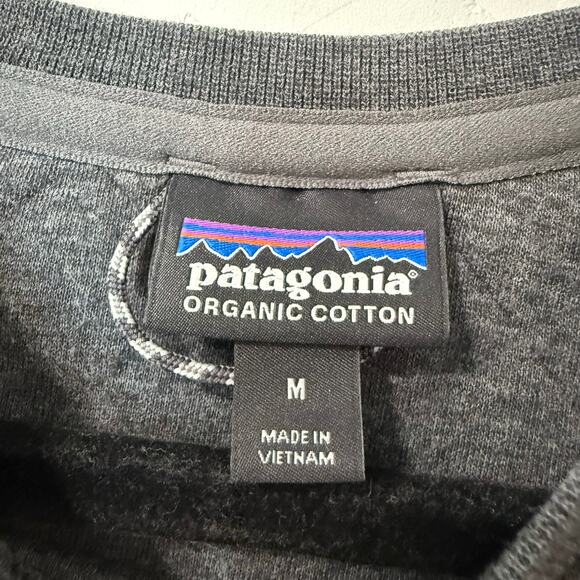 patagonia®
ORGANIC COTTON
M
MADE IN
VIETNAM